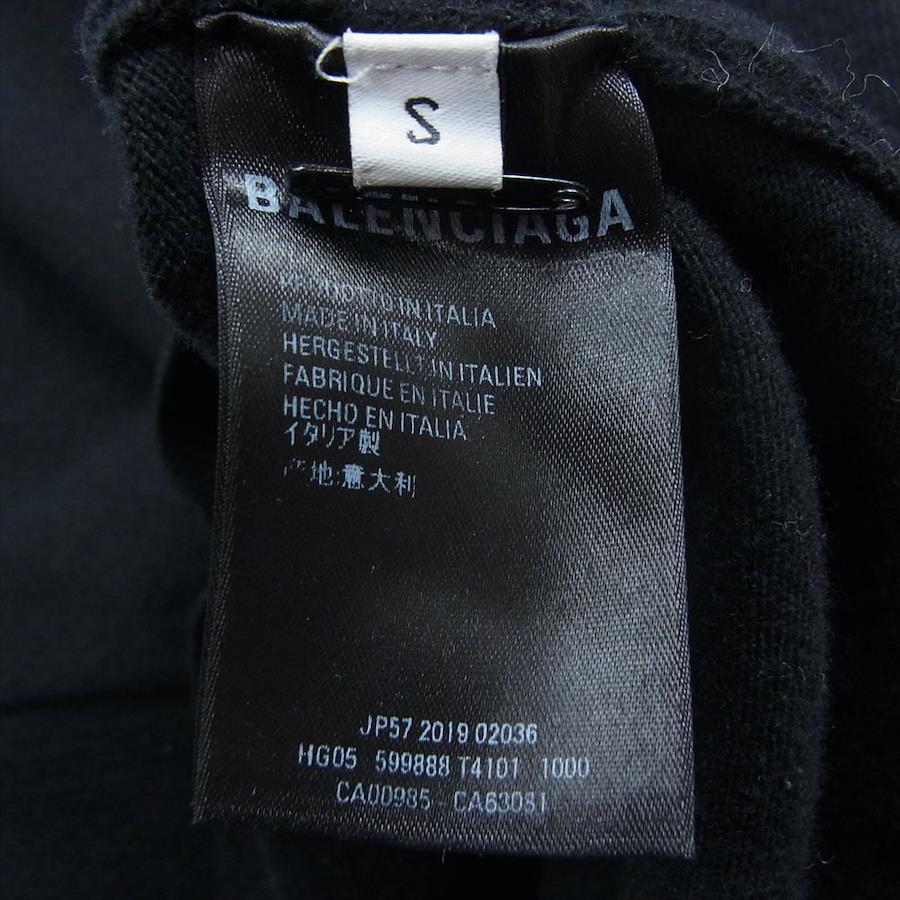 S
BALENCIAGA
PRODOTTO IN ITALIA
MADE IN ITALY
HERGESTELLT IN ITALIEN
FABRIQUE EN ITALIE
HECHO EN ITALIA
イタリア製
产地:意大利
JP57 2019 02036
HG05 599888 T4101 1000
CA00985-CA63081